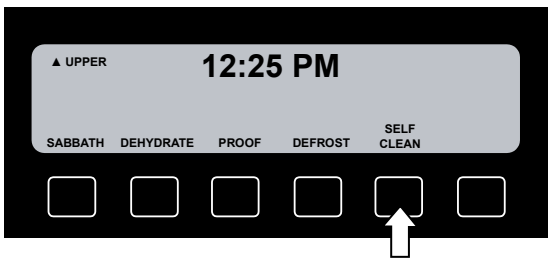 ▲ UPPER 12:25 PM
SABBATH DEHYDRATE PROOF DEFROST SELF CLEAN